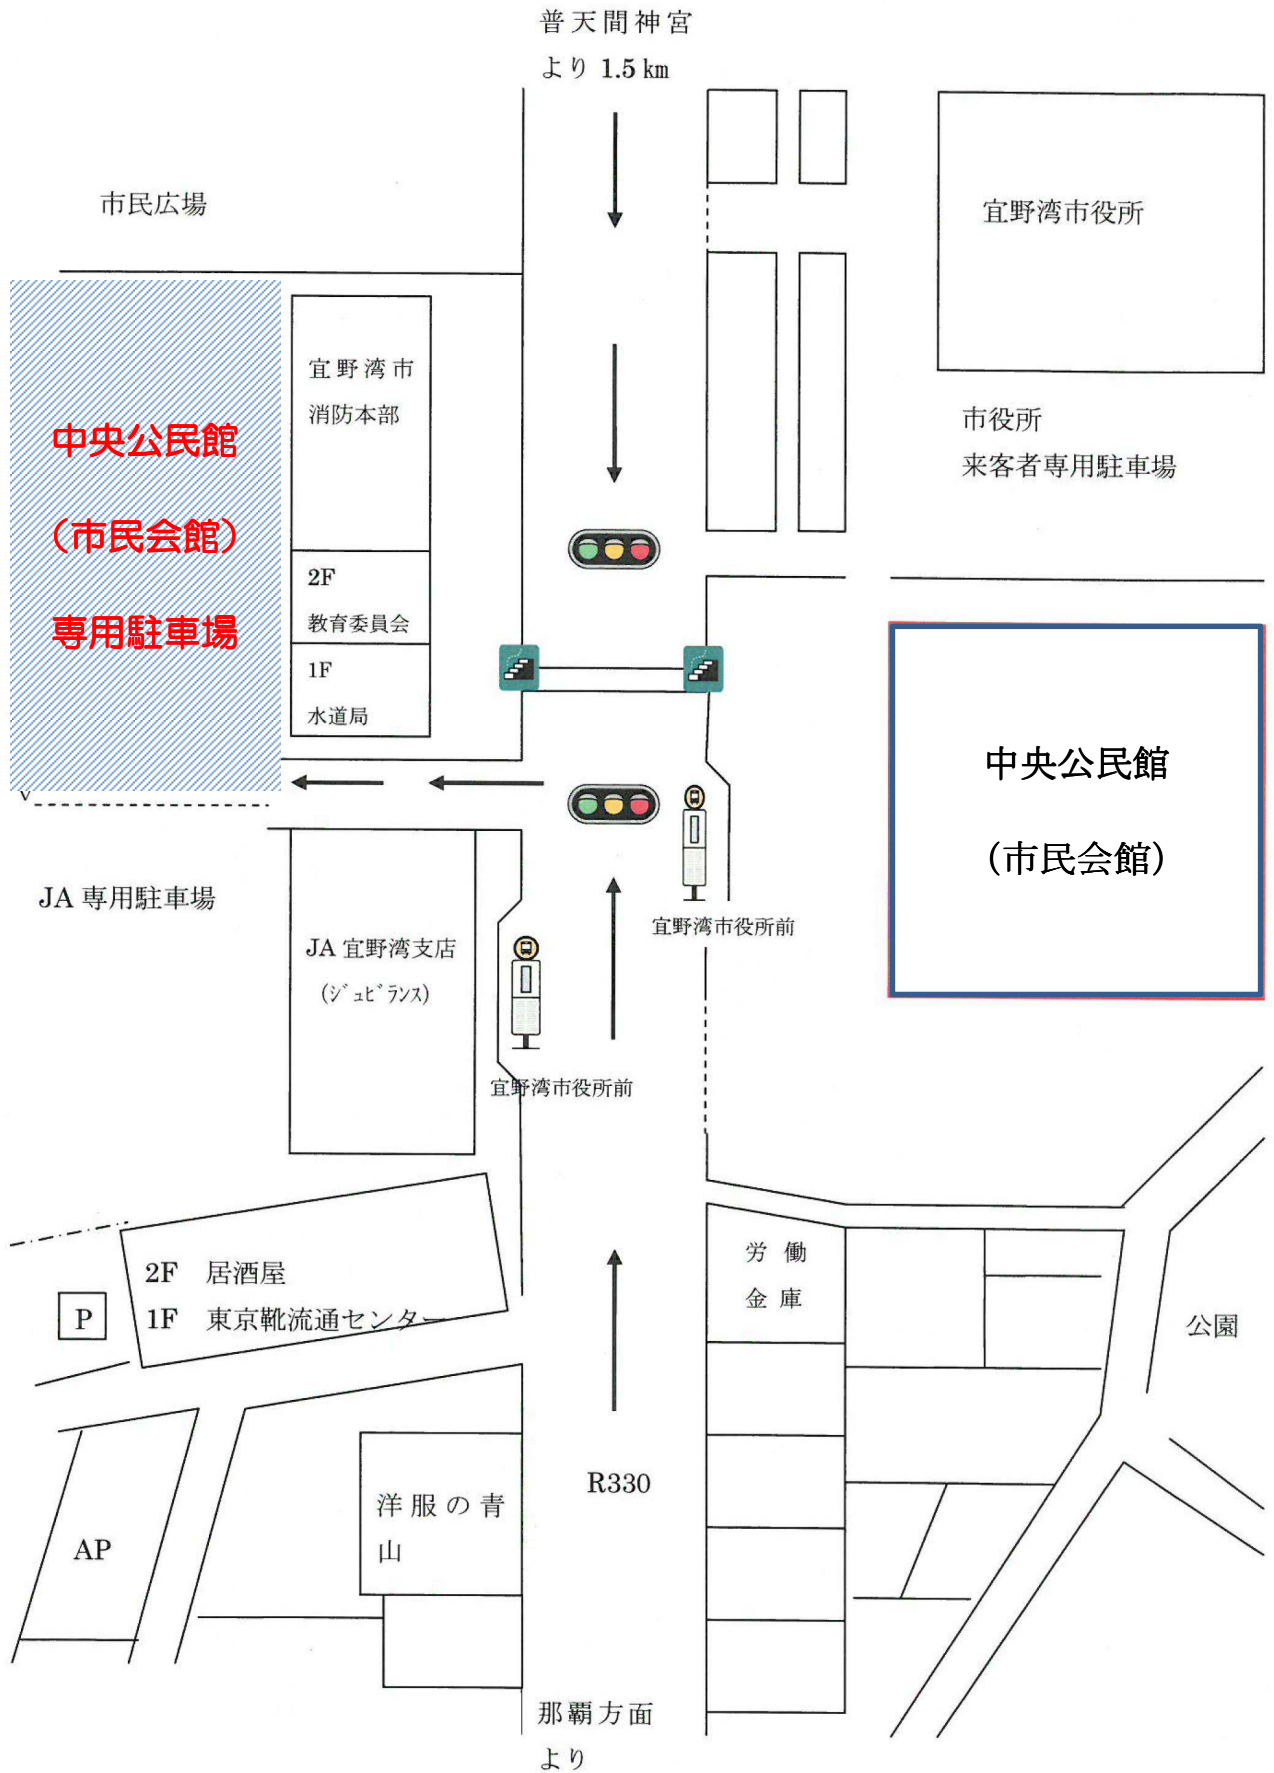 普天間神宮
より 1.5 km
市民広場
宜野湾市役所
宜野湾市
消防本部
中央公民館
（市民会館）
専用駐車場
市役所
来客者専用駐車場
2F
教育委員会
1F
水道局
中央公民館
（市民会館）
JA 専用駐車場
宜野湾市役所前
JA 宜野湾支店
(ｼﾞｭﾋﾞﾗﾝｽ)
宜野湾市役所前
労働
金庫
2F 居酒屋
1F 東京靴流通センター
P
公園
R330
洋服の青
山
AP
那覇方面
より